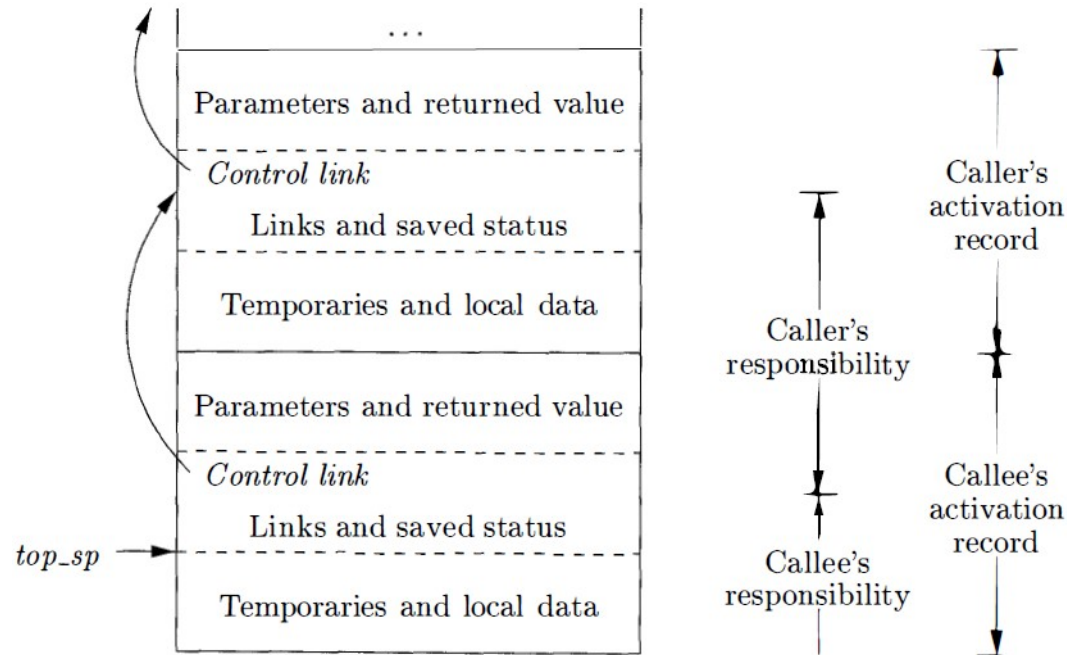 ...
Parameters and returned value
Control link
Links and saved status
Temporaries and local data
Parameters and returned value
Control link
Links and saved status
top_sp
Temporaries and local data
Caller's
responsibility
Callee's
responsibility
Caller's
activation
record
Callee's
activation
record